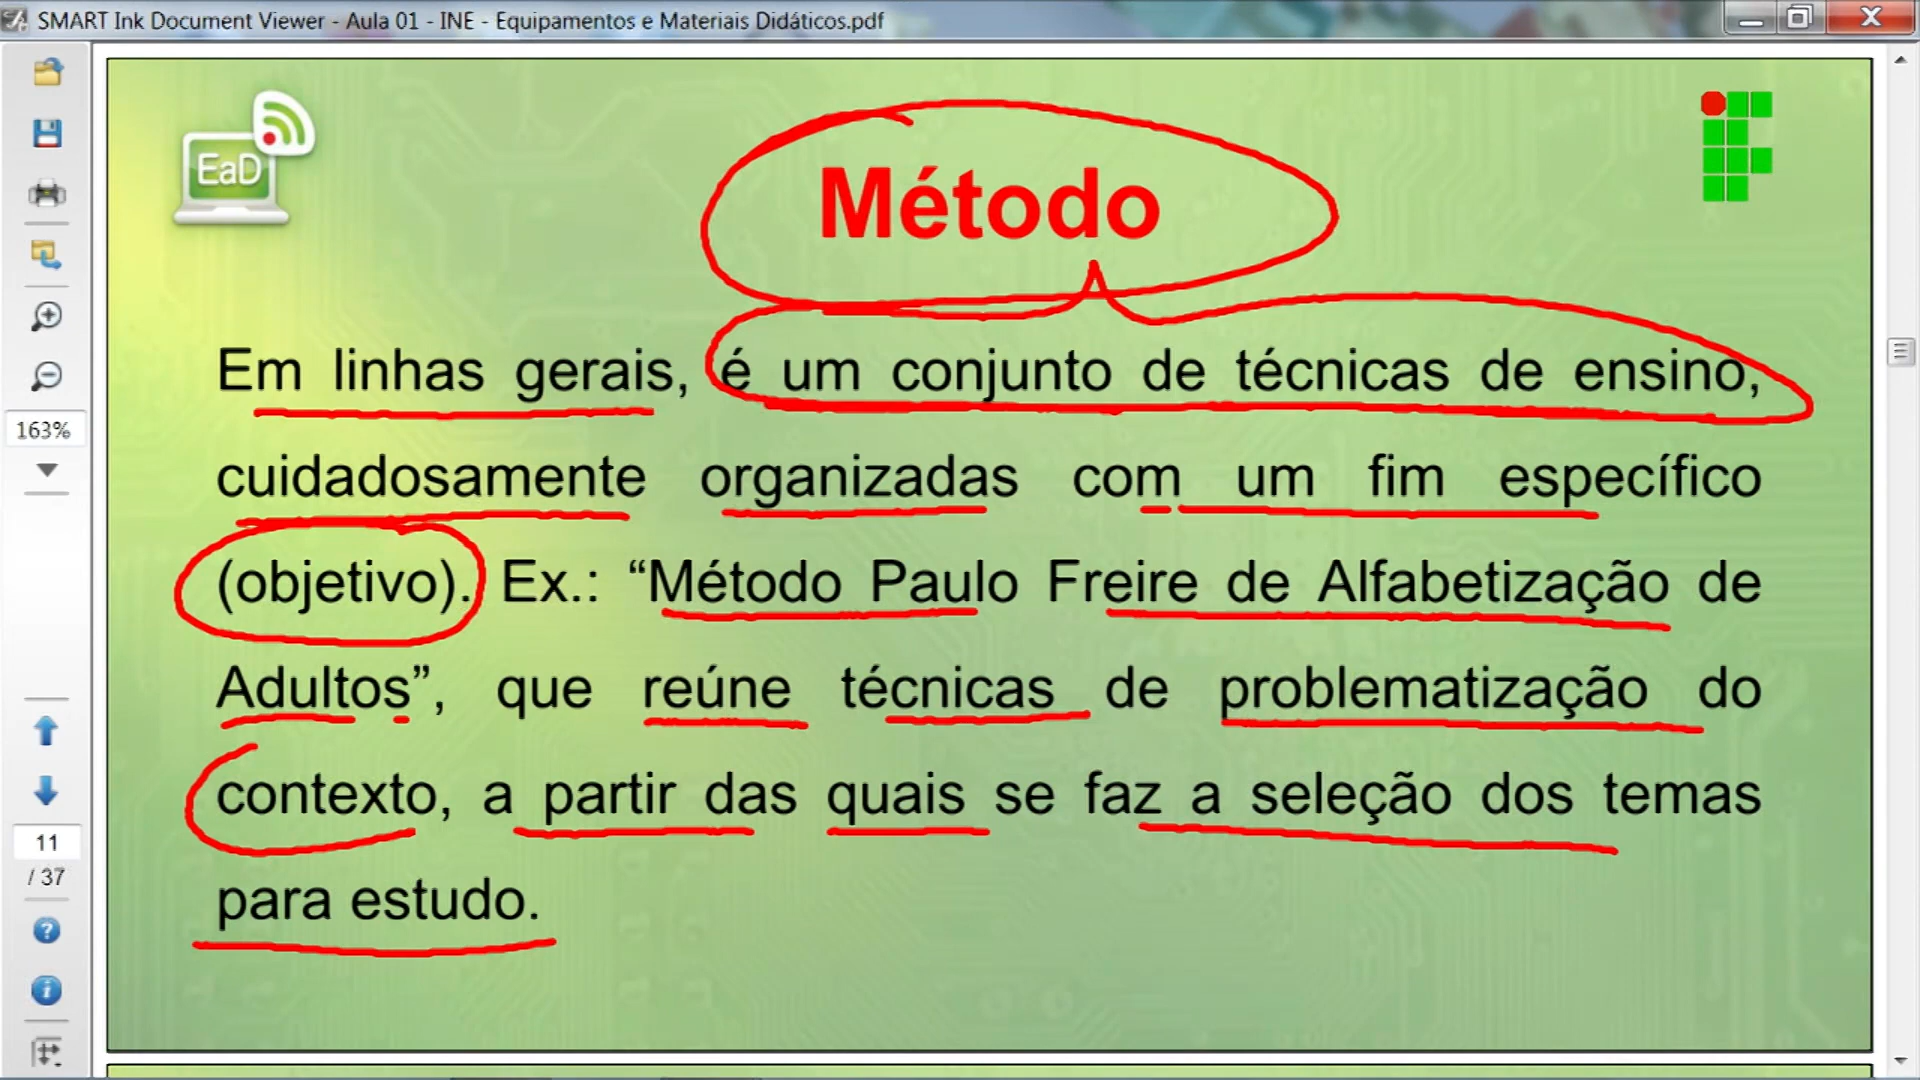 SMART Ink Document Viewer - Aula 01 - INE - Equipamentos e Materiais Didáticos.pdf
EaD
Método
Em linhas gerais, é um conjunto de técnicas de ensino,
cuidadosamente organizadas com um fim específico
(objetivo). Ex.: “Método Paulo Freire de Alfabetização de
Adultos”, que reúne técnicas de problematização do
contexto, a partir das quais se faz a seleção dos temas
para estudo.
163%
11
/ 37